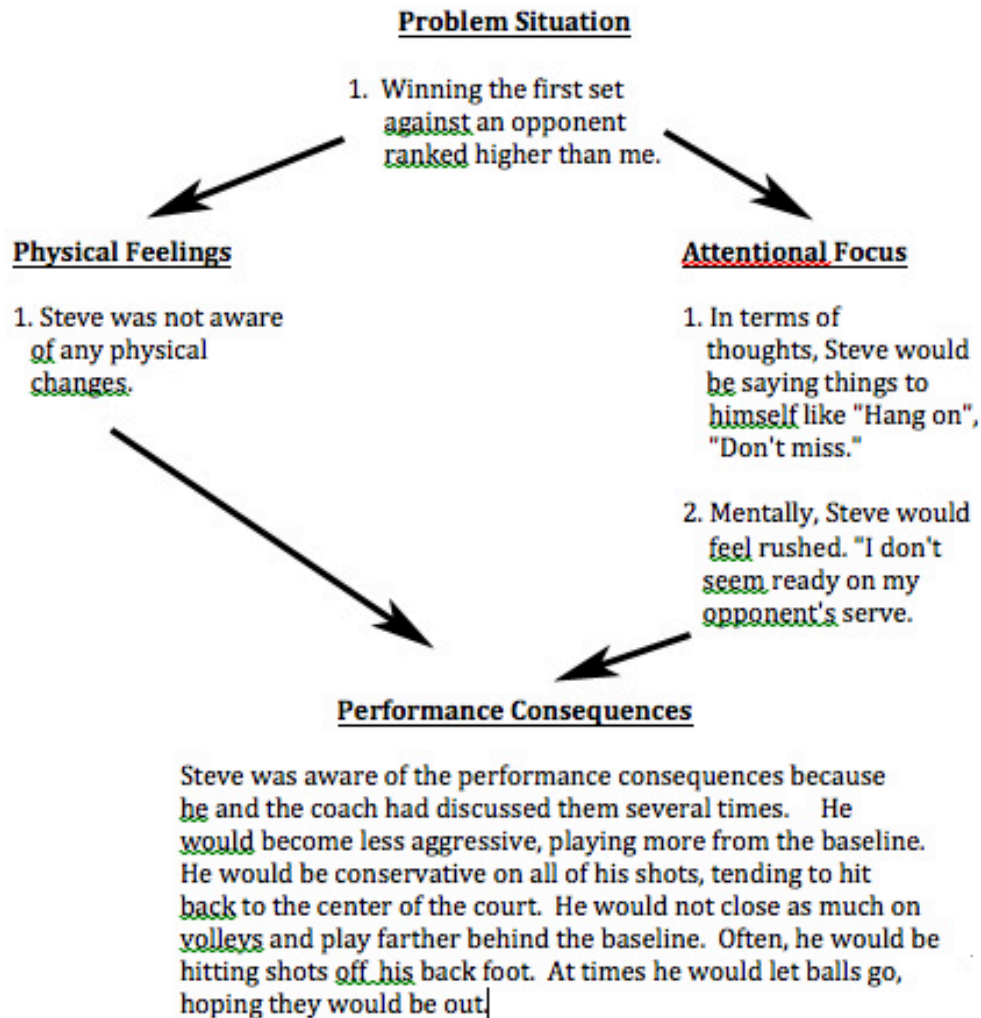 Problem Situation
1. Winning the first set
against an opponent
ranked higher than me.
Physical Feelings
1. Steve was not aware
of any physical
changes.
Attentional Focus
1. In terms of
thoughts, Steve would
be saying things to
himself like "Hang on",
"Don't miss."
2. Mentally, Steve would
feel rushed. "I don't
seem ready on my
opponent's serve.
Performance Consequences
Steve was aware of the performance consequences because
he and the coach had discussed them several times. He
would become less aggressive, playing more from the baseline.
He would be conservative on all of his shots, tending to hit
back to the center of the court. He would not close as much on
volleys and play farther behind the baseline. Often, he would be
hitting shots off his back foot. At times he would let balls go,
hoping they would be out.